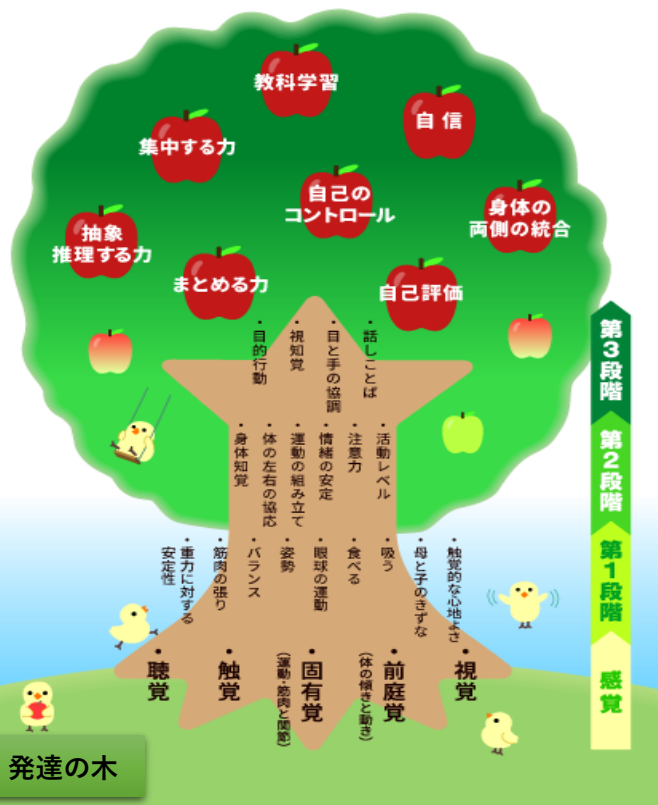 教科学習
自信
集中する力
自己の
コントロール
身体の
両側の統合
抽象
推理する力
まとめる力
自己評価
・話しことば
・目と手の協調
・視知覚
・目的行動
・活動レベル
・注意力
・情緒の安定
・運動の組み立て
・体の左右の協応
・身体知覚
・触覚的な心地よさ
・母と子のきずな
・吸う
・食べる
・眼球の運動
・姿勢
・バランス
・筋肉の張り
・重力に対する
安定性
・視覚
・前庭覚
(体の傾きと動き)
・固有覚
(運動・筋肉と関節)
・触覚
・聴覚
第3段階
第2段階
第1段階
感覚
発達の木